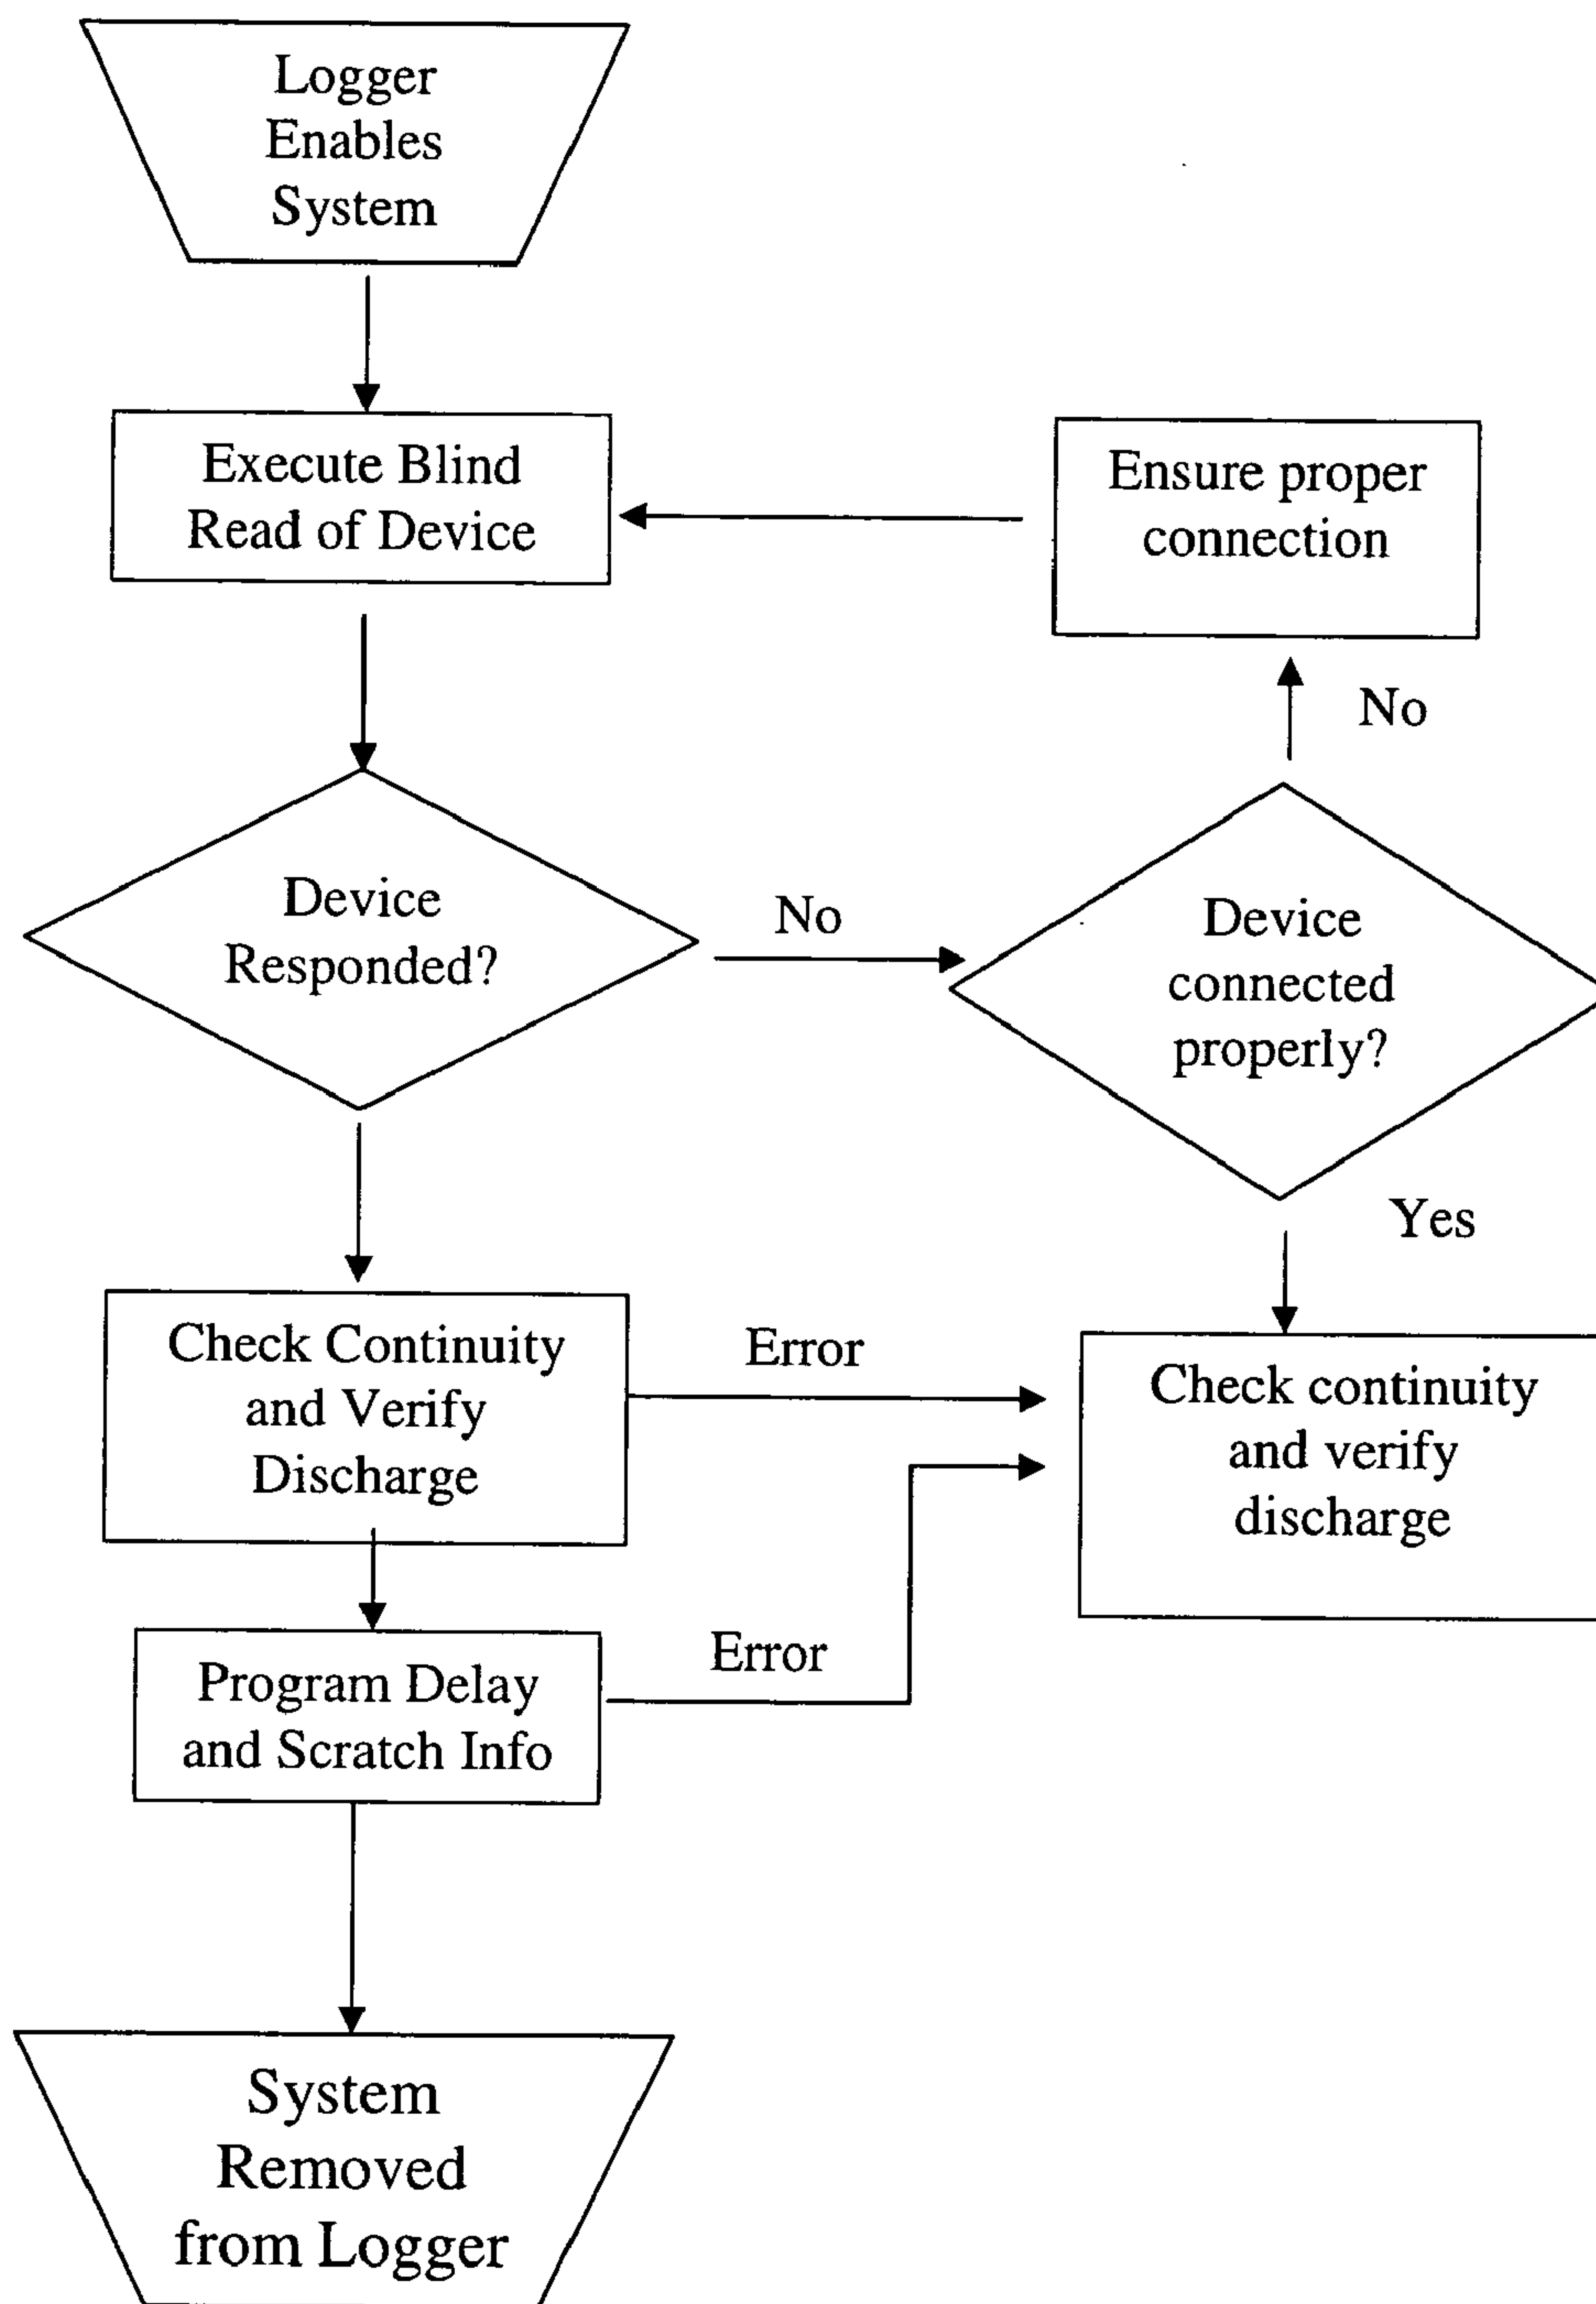 Logger
Enables
System
Execute Blind
Read of Device
Ensure proper
connection
No
Device
Responded?
No
Device
connected
properly?
Yes
Check Continuity
and Verify
Discharge
Error
Check continuity
and verify
discharge
Program Delay
and Scratch Info
Error
System
Removed
from Logger